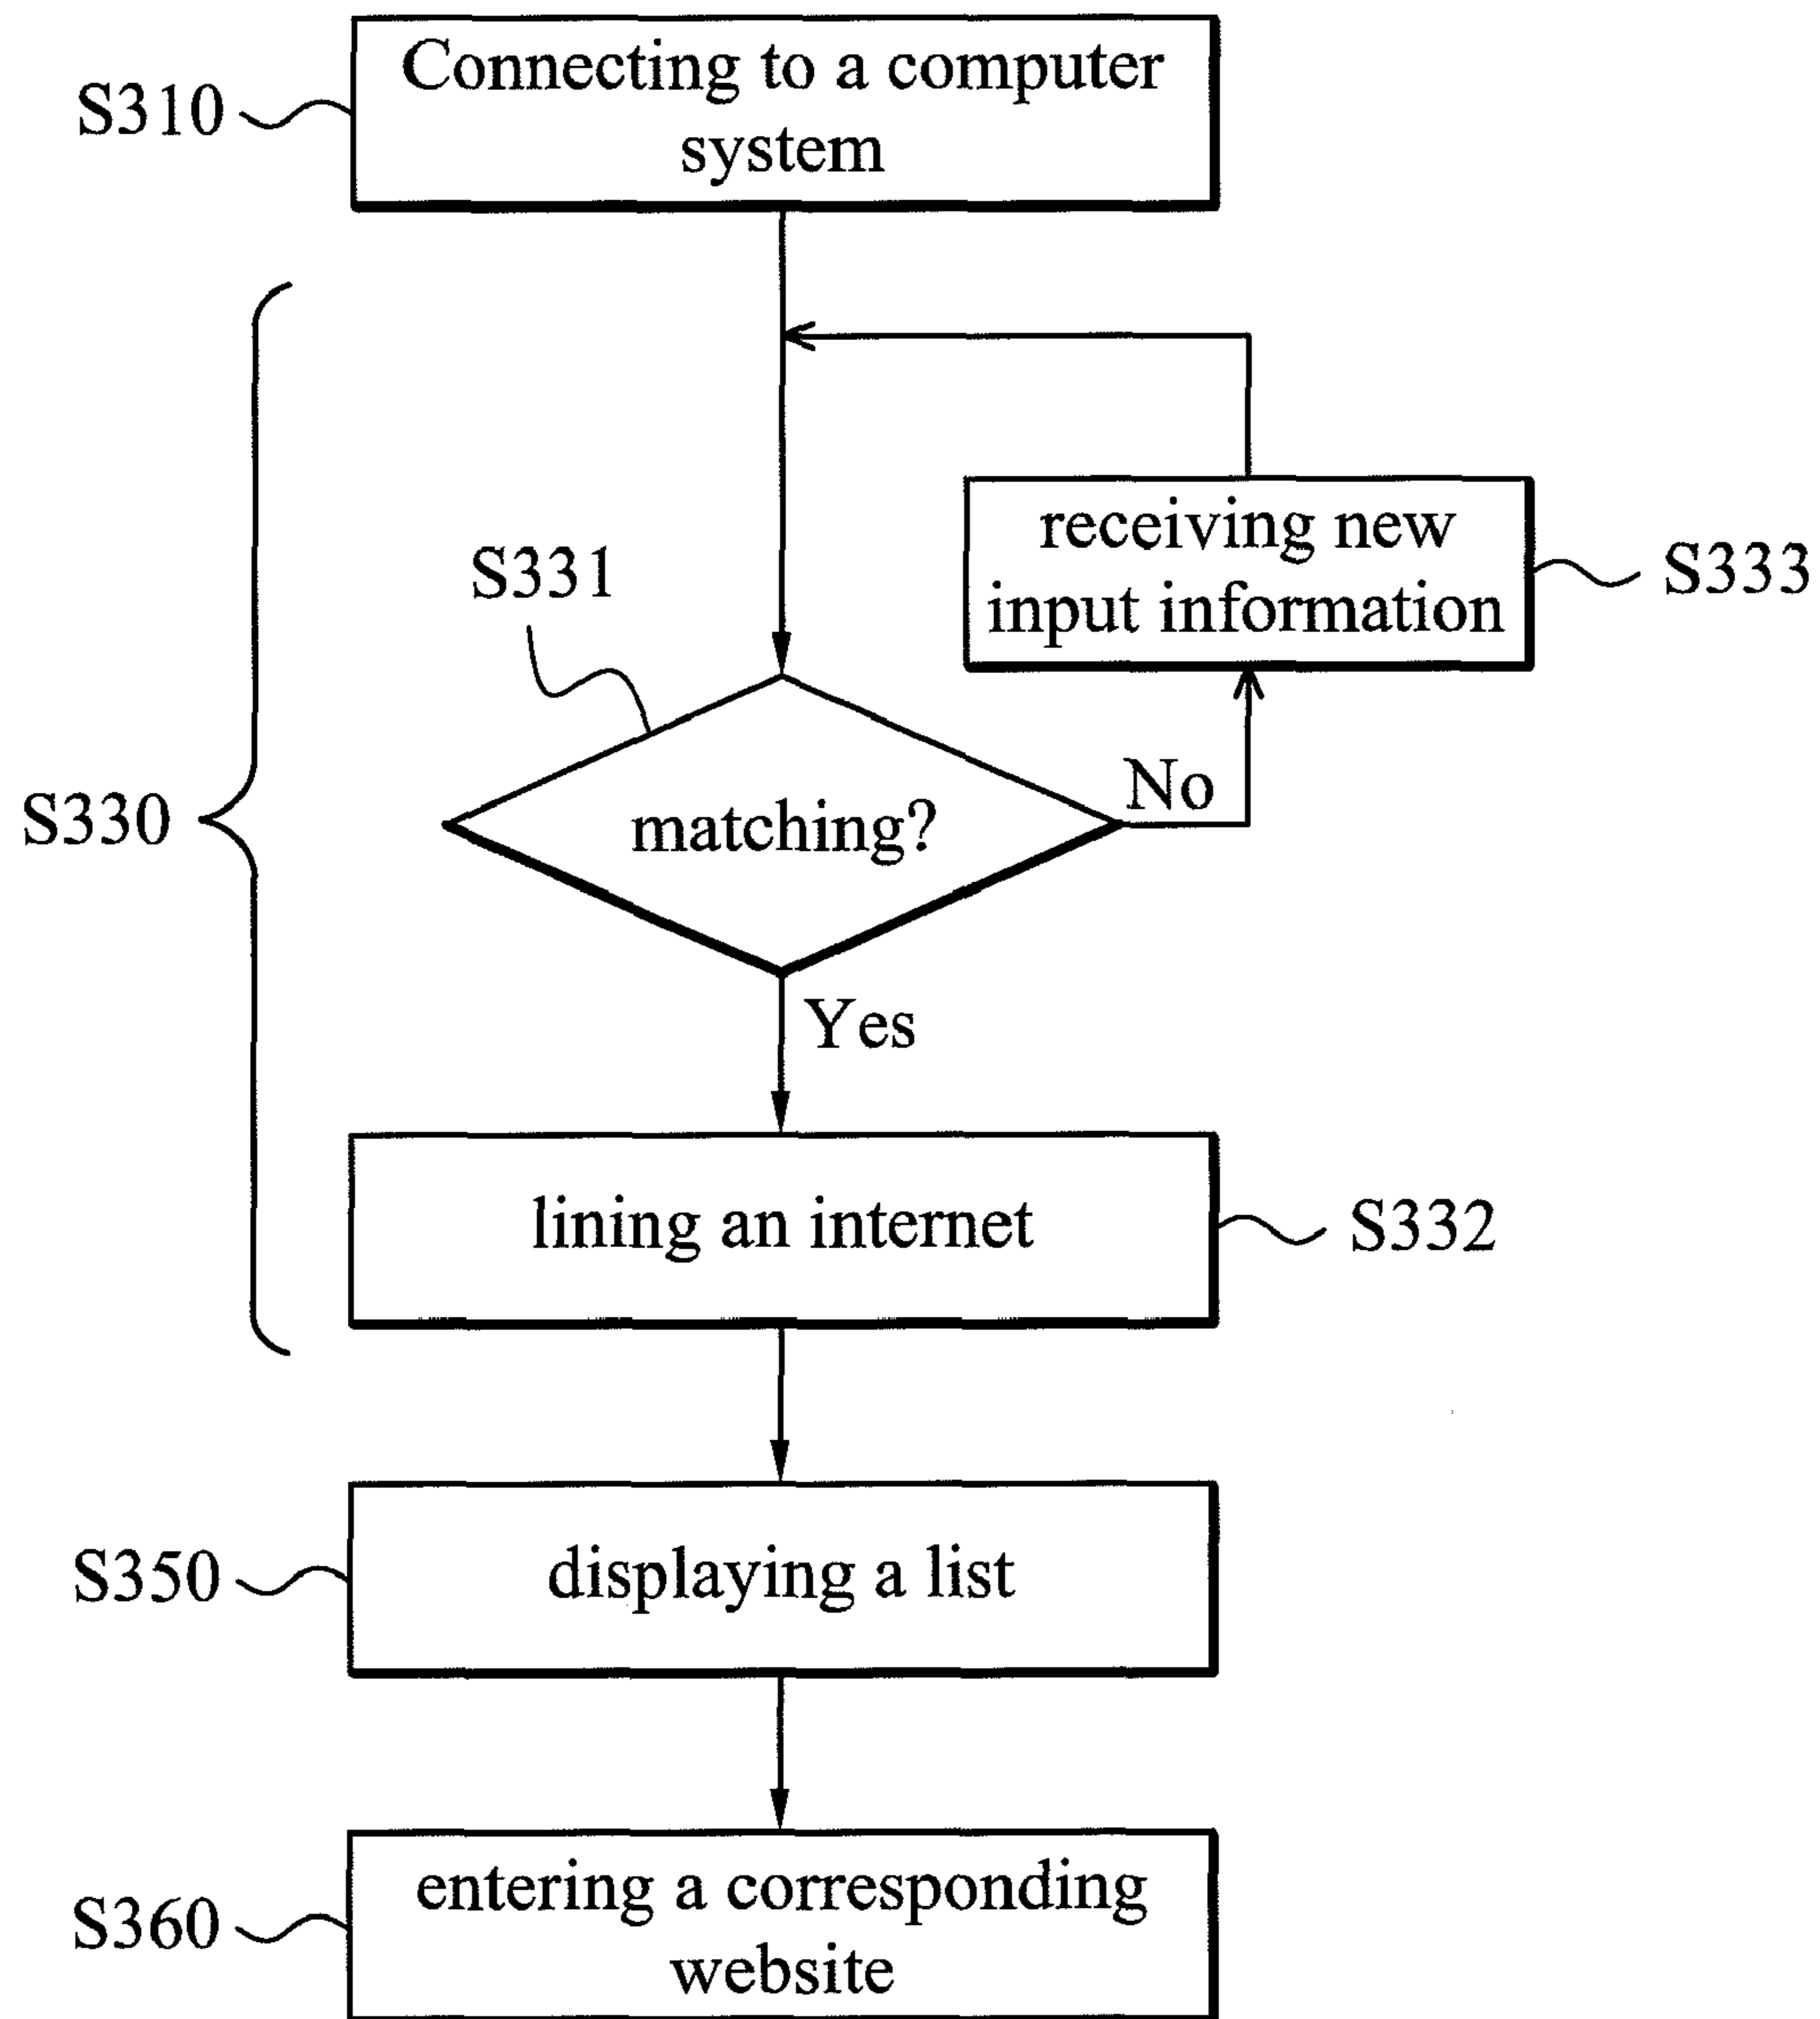 Connecting to a computer
system
S310
receiving new
input information
S333
S331
matching?
No
S330
Yes
lining an internet
S332
displaying a list
S350
entering a corresponding
website
S360